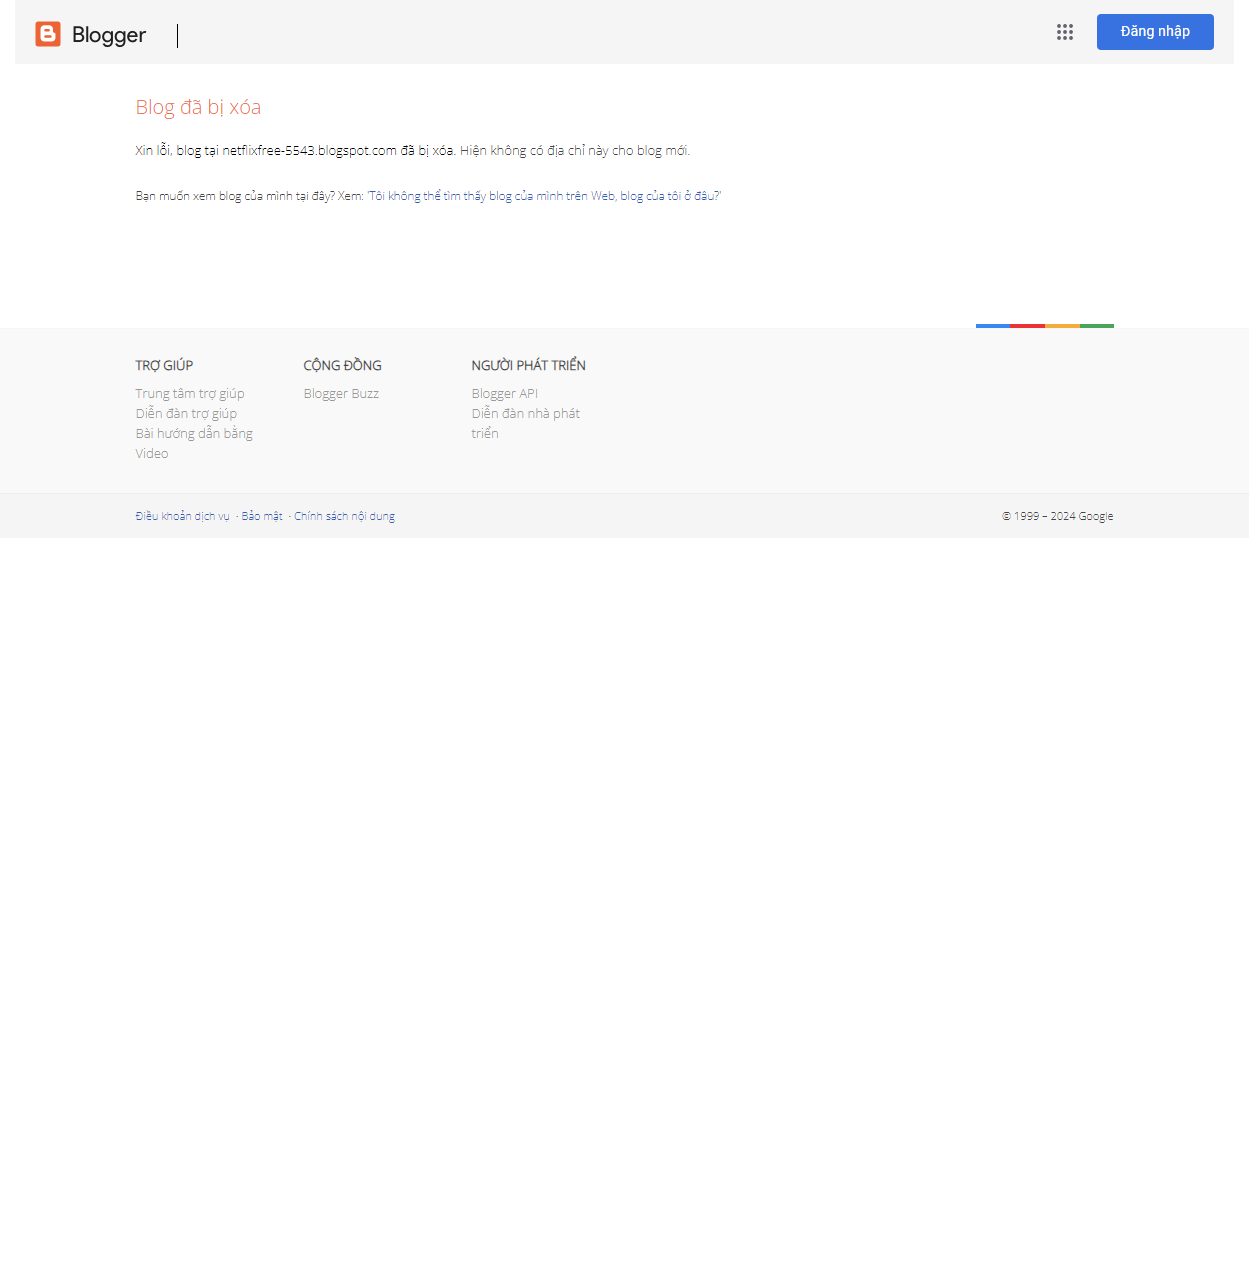 Blogger
Đăng nhập
Blog đã bị xóa
Xin lỗi, blog tại netflixfree-5543.blogspot.com đã bị xóa. Hiện không có địa chỉ này cho blog mới.
Bạn muốn xem blog của mình tại đây? Xem: 'Tôi không thể tìm thấy blog của mình trên Web, blog của tôi ở đâu?'
TRỢ GIÚP
Trung tâm trợ giúp
Diễn đàn trợ giúp
Bài hướng dẫn bằng
Video
CỘNG ĐỒNG
Blogger Buzz
NGƯỜI PHÁT TRIỂN
Blogger API
Diễn đàn nhà phát
triển
Điều khoản dịch vụ · Bảo mật · Chính sách nội dung
© 1999 – 2024 Google